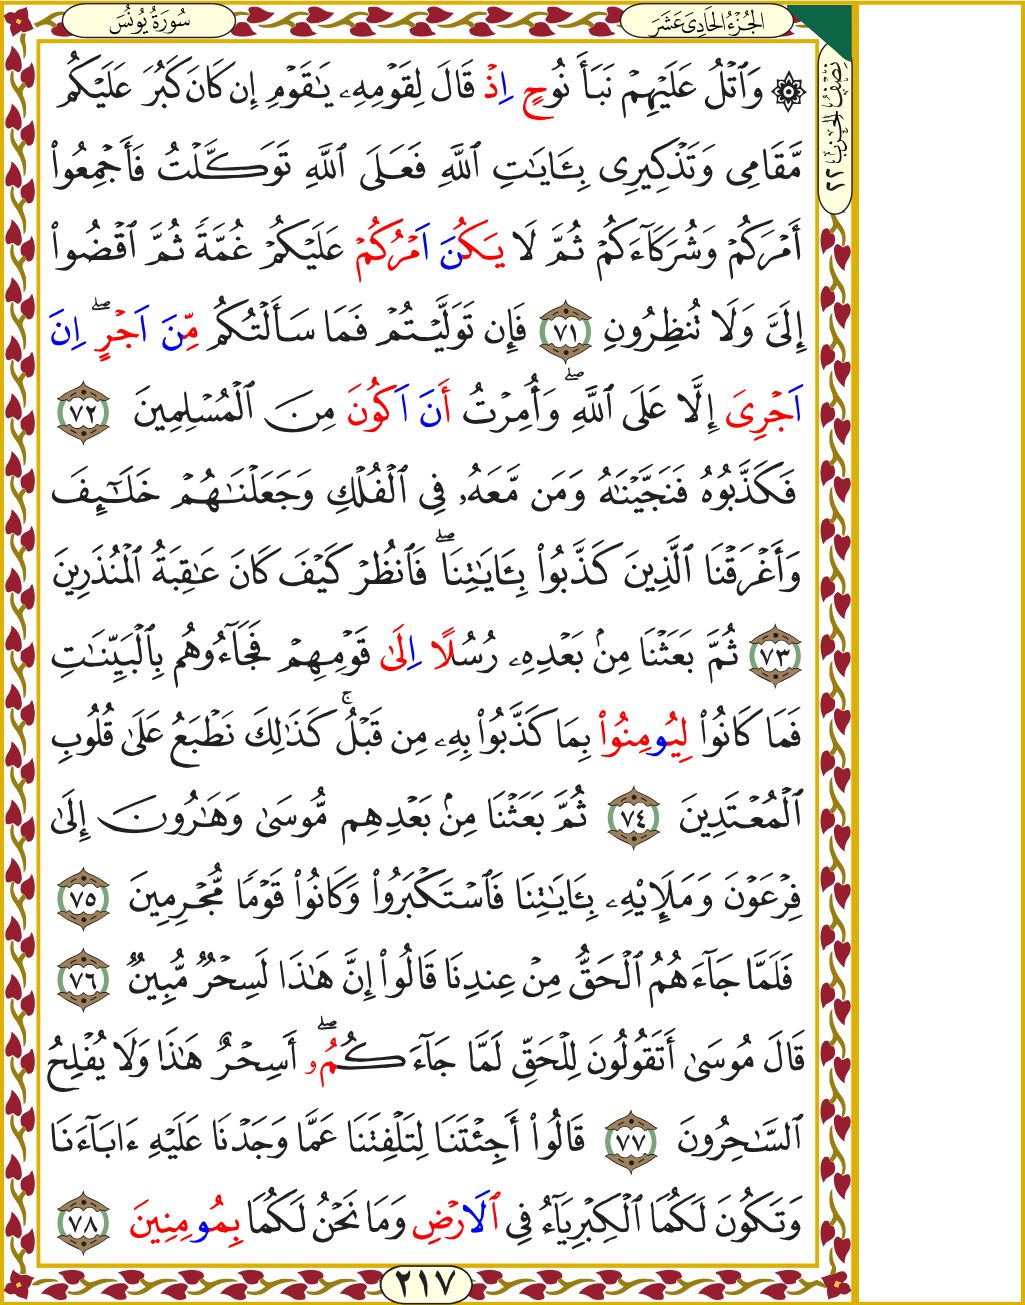 سُورَةُ يُونُسَ
الجُزْءُ الحَادِىَ عَشَرَ
نِصْفُ الحِزْبِ ٢٢
۞ وَٱتۡلُ عَلَيۡهِمۡ نَبَأَ نُوحٍ اِذۡ قَالَ لِقَوۡمِهِۦ يَٰقَوۡمِ إِن كَانَ كَبُرَ عَلَيۡكُم
مَّقَامِى وَتَذۡكِيرِى بِـَٔايَٰتِ ٱللَّهِ فَعَلَى ٱللَّهِ تَوَكَّلۡتُ فَأَجۡمِعُوٓاْ
أَمۡرَكُمۡ وَشُرَكَآءَكُمۡ ثُمَّ لَا يَكُنَ اَمۡرُكُمۡ عَلَيۡكُمۡ غُمَّةٗ ثُمَّ ٱقۡضُوٓاْ
إِلَىَّ وَلَا تُنظِرُونِ ٧١ فَإِن تَوَلَّيۡتُمۡ فَمَا سَأَلۡتُكُم مِّنَ اَجۡرٍۖ اِنَ
اَجۡرِىَ إِلَّا عَلَى ٱللَّهِۖ وَأُمِرۡتُ أَنَ اَكُونَ مِنَ ٱلۡمُسۡلِمِينَ ٧٢
فَكَذَّبُوهُ فَنَجَّيۡنَٰهُ وَمَن مَّعَهُۥ فِى ٱلۡفُلۡكِ وَجَعَلۡنَٰهُمۡ خَلَٰٓئِفَ
وَأَغۡرَقۡنَا ٱلَّذِينَ كَذَّبُواْ بِـَٔايَٰتِنَاۖ فَٱنظُرۡ كَيۡفَ كَانَ عَٰقِبَةُ ٱلۡمُنذَرِينَ
٧٣ ثُمَّ بَعَثۡنَا مِنۢ بَعۡدِهِۦ رُسُلًا اِلَىٰ قَوۡمِهِمۡ فَجَآءُوهُم بِٱلۡبَيِّنَٰتِ
فَمَا كَانُواْ لِيُومِنُواْ بِمَا كَذَّبُواْ بِهِۦ مِن قَبۡلُۚ كَذَٰلِكَ نَطۡبَعُ عَلَىٰ قُلُوبِ
ٱلۡمُعۡتَدِينَ ٧٤ ثُمَّ بَعَثۡنَا مِنۢ بَعۡدِهِم مُّوسَىٰ وَهَٰرُونَ إِلَىٰ
فِرۡعَوۡنَ وَمَلَإِيْهِۦ بِـَٔايَٰتِنَا فَٱسۡتَكۡبَرُواْ وَكَانُواْ قَوۡمٗا مُّجۡرِمِينَ ٧٥
فَلَمَّا جَآءَهُمُ ٱلۡحَقُّ مِنۡ عِندِنَا قَالُوٓاْ إِنَّ هَٰذَا لَسِحۡرٞ مُّبِينٞ ٧٦
قَالَ مُوسَىٰ أَتَقُولُونَ لِلۡحَقِّ لَمَّا جَآءَكُمُۥۖ أَسِحۡرٌ هَٰذَا وَلَا يُفۡلِحُ
ٱلسَّٰحِرُونَ ٧٧ قَالُوٓاْ أَجِئۡتَنَا لِتَلۡفِتَنَا عَمَّا وَجَدۡنَا عَلَيۡهِ ءَابَآءَنَا
وَتَكُونَ لَكُمَا ٱلۡكِبۡرِيَآءُ فِى ٱلَارۡضِ وَمَا نَحۡنُ لَكُمَا بِمُومِنِينَ ٧٨
٢١٧